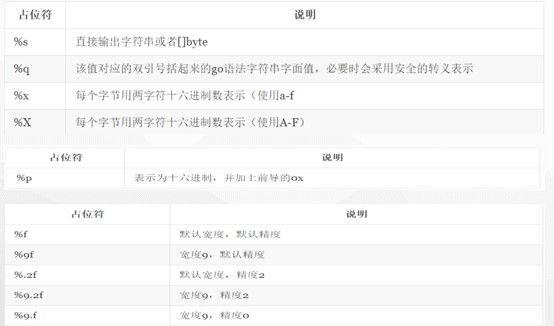 占位符 说明
%s 直接输出字符串或者[]byte
%q 该值对应的双引号括起来的go语法字符串字面值，必要时会采用安全的转义表示
%x 每个字节用两字符十六进制数表示（使用a-f
%X 每个字节用两字符十六进制数表示（使用A-F）
占位符 说明
%p 表示为十六进制，并加上前导的0x
占位符 说明
%f 默认宽度，默认精度
%9f 宽度9，默认精度
%.2f 默认宽度，精度2
%9.2f 宽度9，精度2
%9.f 宽度9，精度0